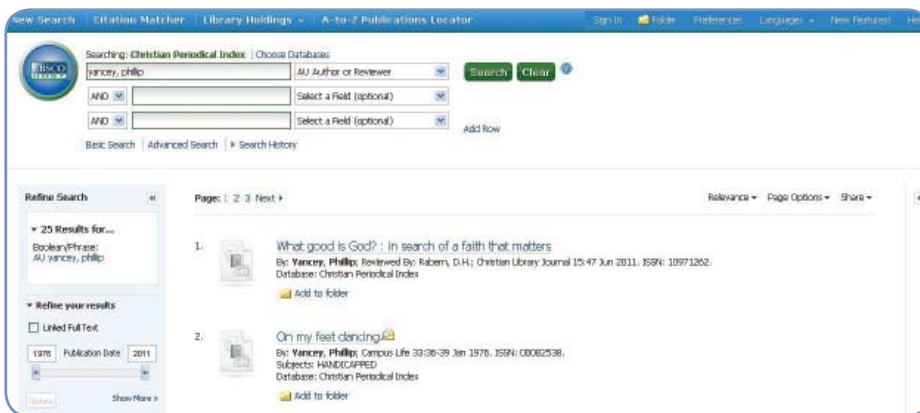 New Search Citation Matcher Library Holdings A-to-Z Publications Locator Sign In Folder Preferences Languages New Features! He
Searching: Christian Periodical Index Choose Databases
EBSCO
yancey, phillip AU Author or Reviewer Search Clear
AND Select a Field (optional)
AND Select a Field (optional) Add Row
Basic Search Advanced Search Search History
Refine Search Page: 1 2 3 Next Relevance Page Options Share
25 Results for...
Boolean/Phrase:
AU yancey, phillip
Refine your results
Linked Full Text
1976 Publication Date 2011
Show More »
1. What good is God? : in search of a faith that matters
By: Yancey, Phillip; Reviewed By: Rabern, D.H.; Christian Library Journal 15:47 Jun 2011. ISSN: 10971262.
Database: Christian Periodical Index
Add to folder
2. On my feet dancing
By: Yancey, Phillip; Campus Life 33:36-39 Jan 1976. ISSN: 00082538.
Subjects: HANDICAPPED
Database: Christian Periodical Index
Add to folder